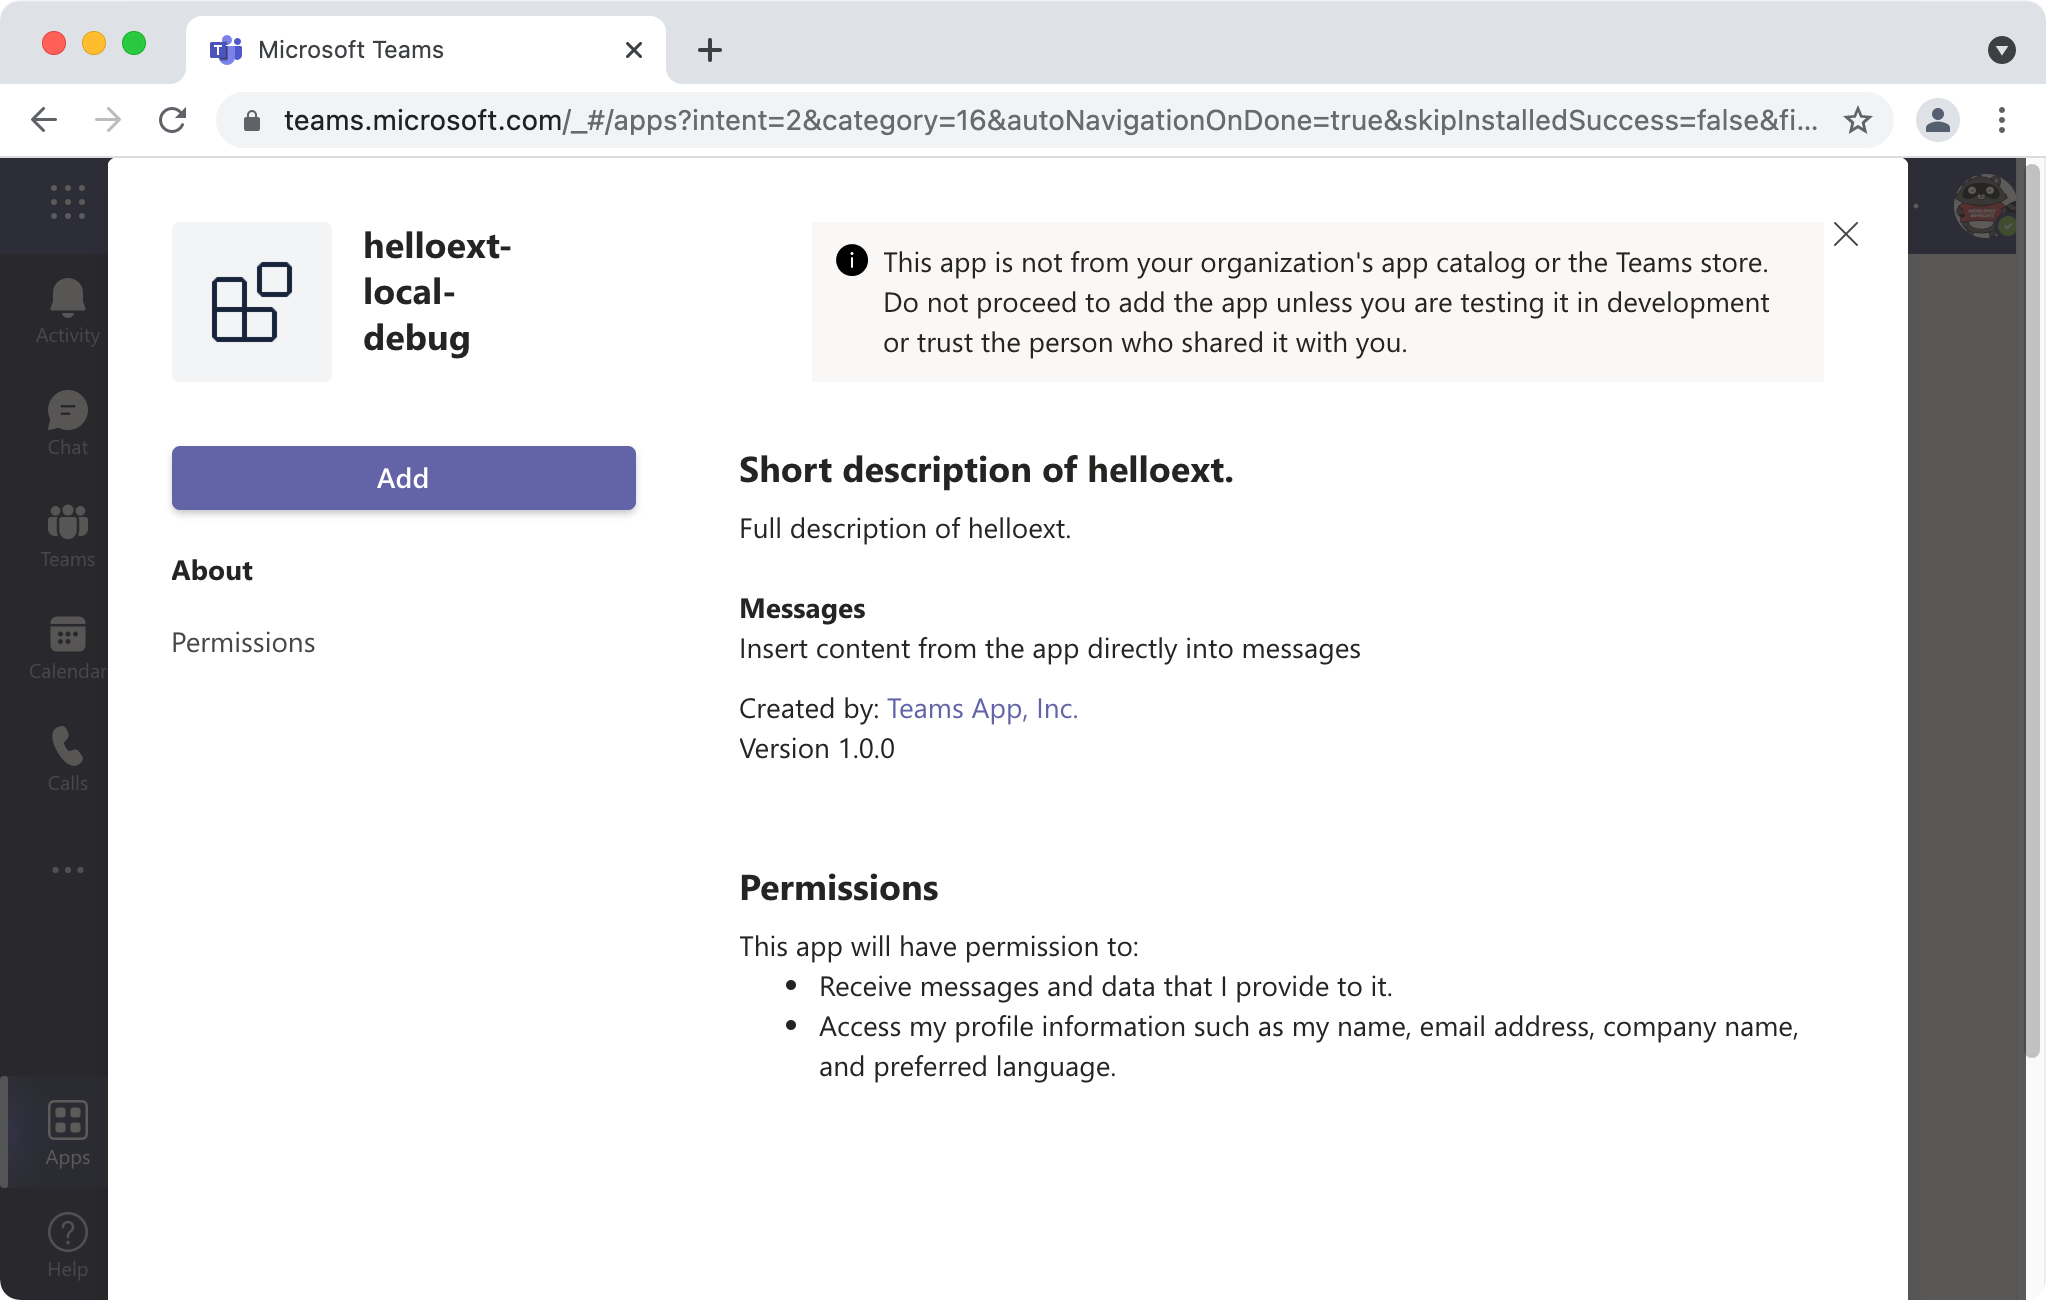 Microsoft Teams
teams.microsoft.com/_#/apps?intent=2&category=16&autoNavigationOnDone=true&skipInstalledSuccess=false&fi...
Activity
Chat
Teams
Calendar
Calls
Apps
Help
helloext-
local-
debug
This app is not from your organization's app catalog or the Teams store.
Do not proceed to add the app unless you are testing it in development
or trust the person who shared it with you.
Add
About
Permissions
Short description of helloext.
Full description of helloext.
Messages
Insert content from the app directly into messages
Created by: Teams App, Inc.
Version 1.0.0
Permissions
This app will have permission to:
• Receive messages and data that I provide to it.
• Access my profile information such as my name, email address, company name,
and preferred language.